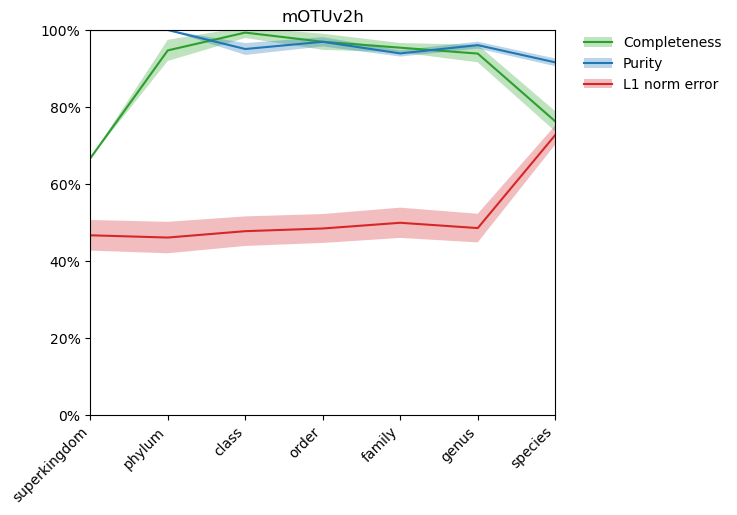 mOTUv2h
100%
80%
60%
40%
20%
0%
superkingdom
phylum
class
order
family
genus
species
Completeness
Purity
L1 norm error